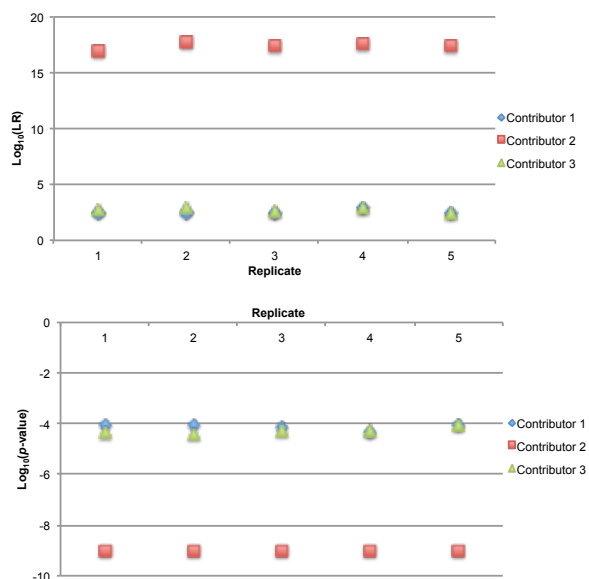 20
15
10
5
0
Log10(LR)
1 2 3 4 5
Replicate
Contributor 1
Contributor 2
Contributor 3
Replicate
0
-2
-4
-6
-8
-10
Log10(p-value)
1 2 3 4 5
Contributor 1
Contributor 2
Contributor 3